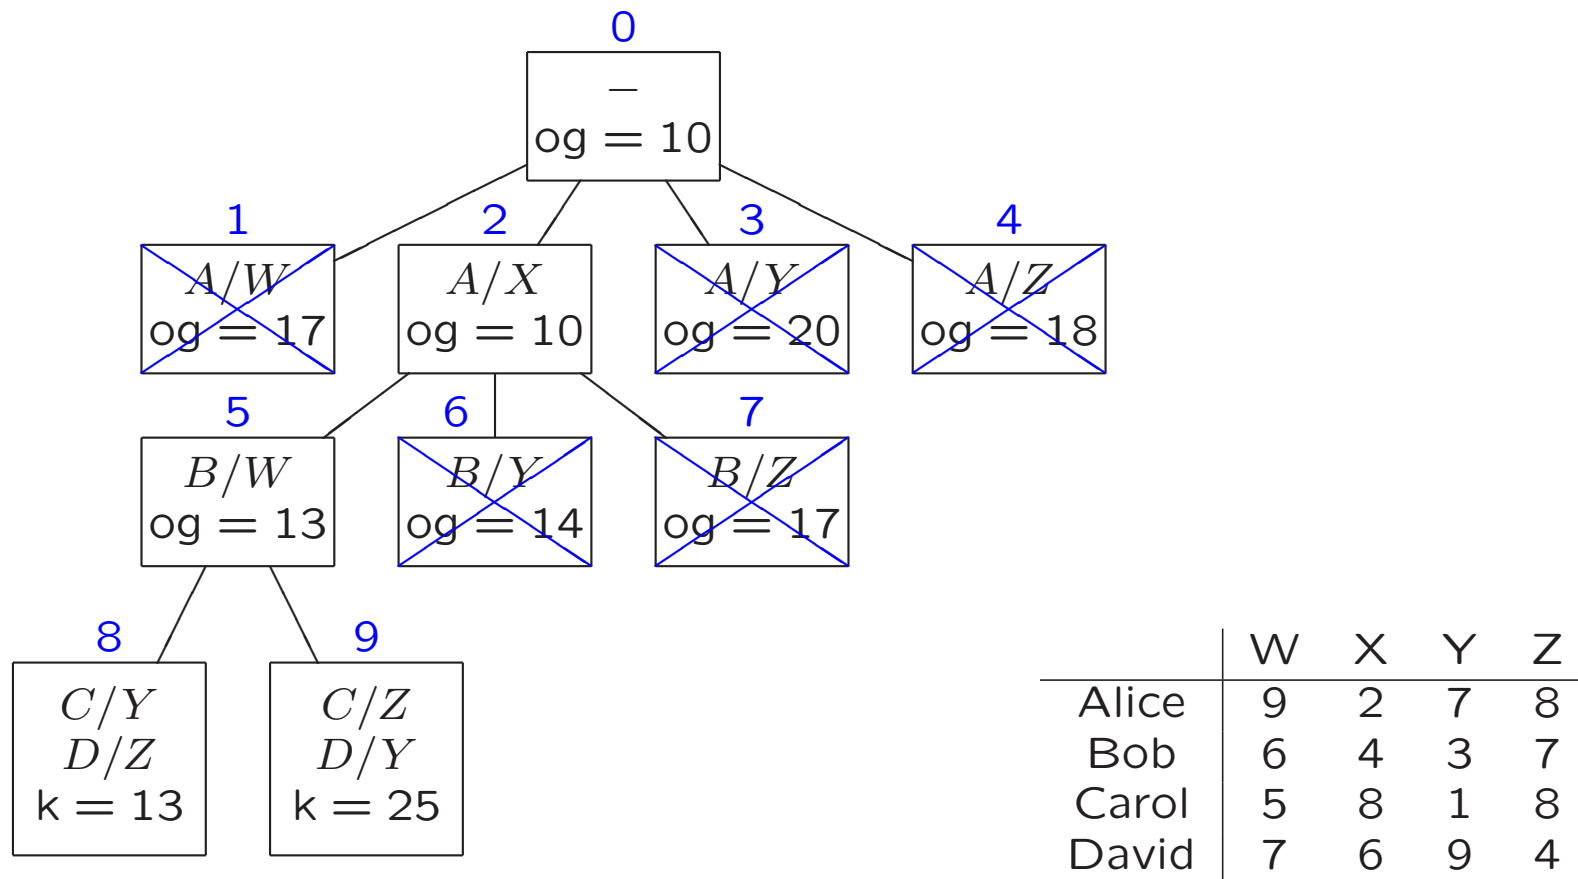 0
–
og = 10
1 2 3 4
A/W A/X A/Y A/Z
og = 17 og = 10 og = 20 og = 18
5 6 7
B/W B/Y B/Z
og = 13 og = 14 og = 17
8 9
C/Y C/Z
D/Z D/Y
k = 13 k = 25
W X Y Z
Alice 9 2 7 8
Bob 6 4 3 7
Carol 5 8 1 8
David 7 6 9 4